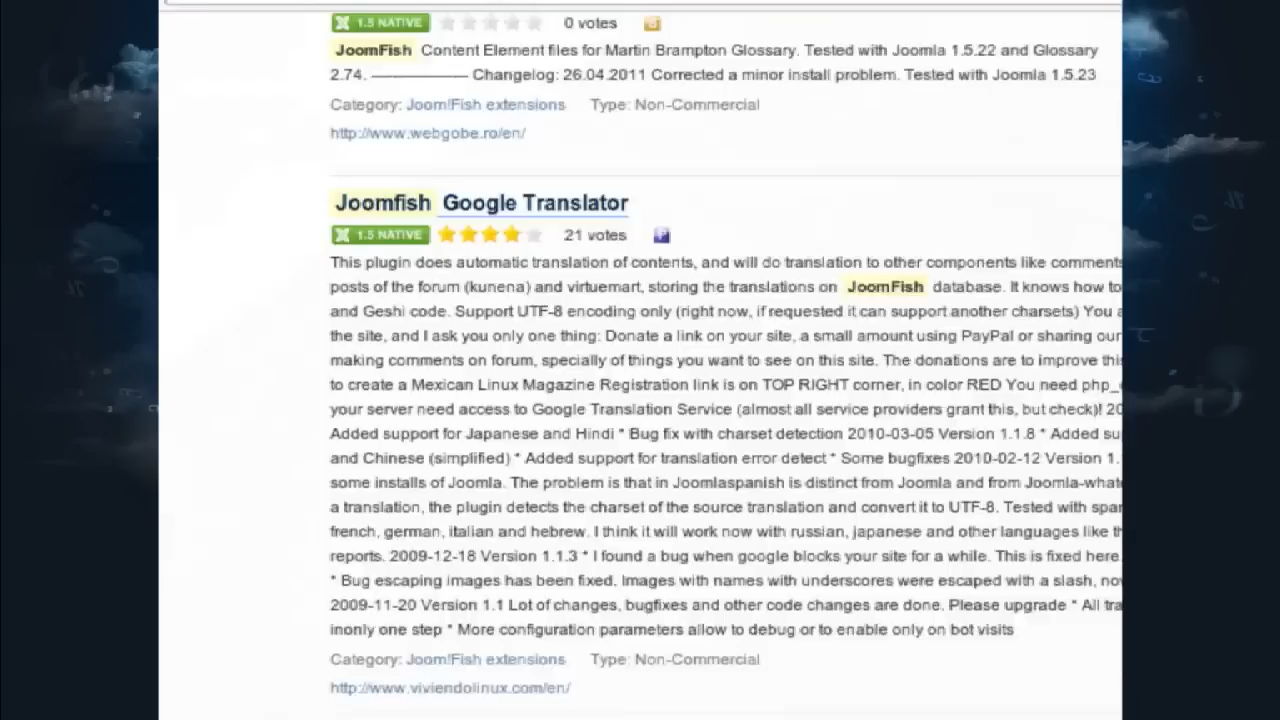 1.5 NATIVE 0 votes
JoomFish Content Element files for Martin Brampton Glossary. Tested with Joomla 1.5.22 and Glossary
2.74. ——————— Changelog: 26.04.2011 Corrected a minor install problem. Tested with Joomla 1.5.23
Category: Joom!Fish extensions Type: Non-Commercial
http://www.webgobe.ro/en/
Joomfish Google Translator
1.5 NATIVE 21 votes
This plugin does automatic translation of contents, and will do translation to other components like comments
posts of the forum (kunena) and virtuemart, storing the translations on JoomFish database. It knows how to
and Geshi code. Support UTF-8 encoding only (right now, if requested it can support another charsets) You a
the site, and I ask you only one thing: Donate a link on your site, a small amount using PayPal or sharing our
making comments on forum, specially of things you want to see on this site. The donations are to improve thi
to create a Mexican Linux Magazine Registration link is on TOP RIGHT corner, in color RED You need php_
your server need access to Google Translation Service (almost all service providers grant this, but check)! 20
Added support for Japanese and Hindi * Bug fix with charset detection 2010-03-05 Version 1.1.8 * Added su
and Chinese (simplified) * Added support for translation error detect * Some bugfixes 2010-02-12 Version 1.
some installs of Joomla. The problem is that in Joomlaspanish is distinct from Joomla and from Joomla-what
a translation, the plugin detects the charset of the source translation and convert it to UTF-8. Tested with spa
french, german, italian and hebrew. I think it will work now with russian, japanese and other languages like t
reports. 2009-12-18 Version 1.1.3 * I found a bug when google blocks your site for a while. This is fixed here.
* Bug escaping images has been fixed. Images with names with underscores were escaped with a slash, no
2009-11-20 Version 1.1 Lot of changes, bugfixes and other code changes are done. Please upgrade * All tra
inonly one step * More configuration parameters allow to debug or to enable only on bot visits
Category: Joom!Fish extensions Type: Non-Commercial
http://www.viviendolinux.com/en/